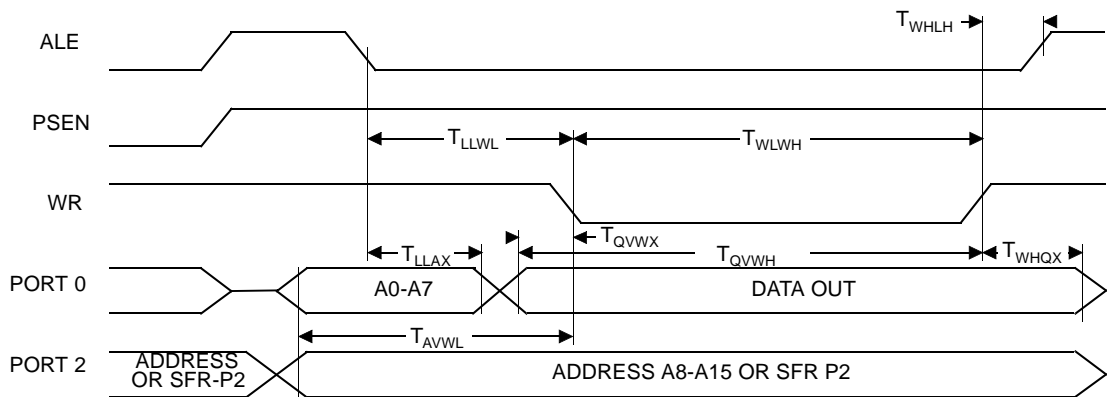 ALE
T_WHLH
PSEN
T_LLWL
T_WLWH
WR
T_QVWX
T_LLAX
T_QVWH
T_WHQX
PORT 0
A0-A7
DATA OUT
T_AVWL
PORT 2
ADDRESS
OR SFR-P2
ADDRESS A8-A15 OR SFR P2